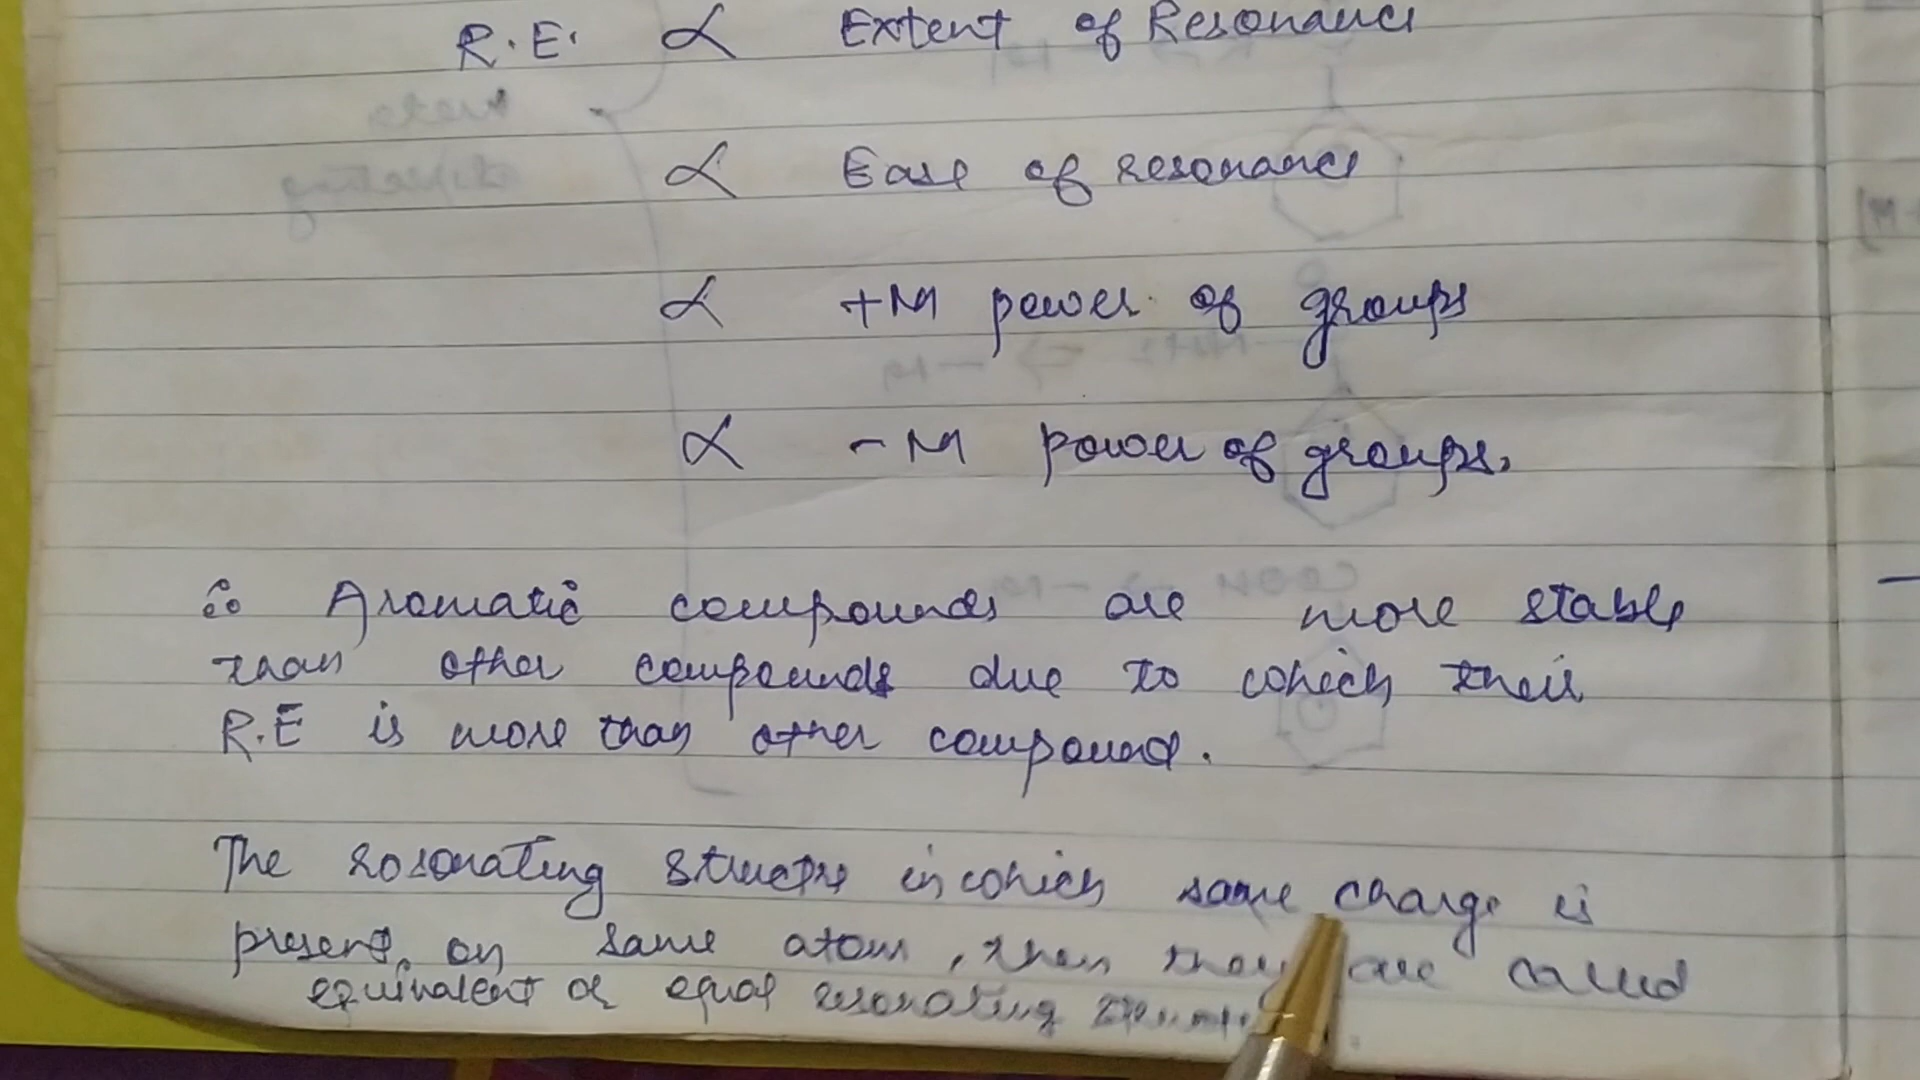 R.E. ∝ Extent of Resonance
∝ Ease of resonance
∝ +M power of groups
∝ -M power of groups.
∴ Aromatic compounds are more stable
than other compounds due to which their
R.E is more than other compound.
The resonating structre in which same charge is
present on same atom, then they are called
equivalent or equal resonating